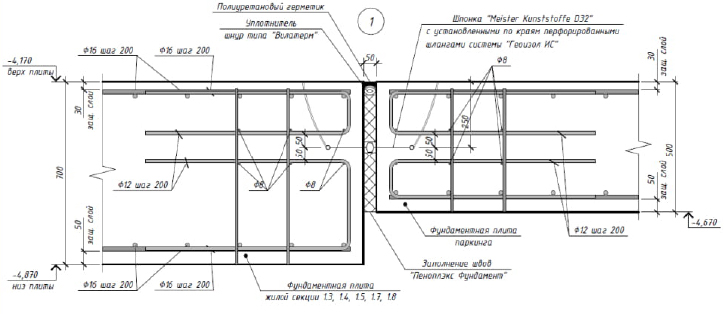 Полиуретановый герметик
Уплотнитель
шнур типа "Вилатерм"
1
Шпонка "Meister Kunststoffe D32"
с установленными по краям перфорированными
шлангами системы "Геоизол ИС"
-4,170
верх плиты
Ф16 шаг 200
Ф16 шаг 200
50
Ф8
30
защ. слой
30
защ. слой
250
50
50
50
50
700
500
Ф12 шаг 200
Ф8
Ф8
50
защ. слой
50
защ. слой
-4,670
Фундаментная плита
паркинга
Ф12 шаг 200
-4,870
низ плиты
Ф16 шаг 200
Ф16 шаг 200
Фундаментная плита
жилой секции 1.3, 1.4, 1.5, 1.7, 1.8
Заполнение швов
"Пеноплэкс Фундамент"